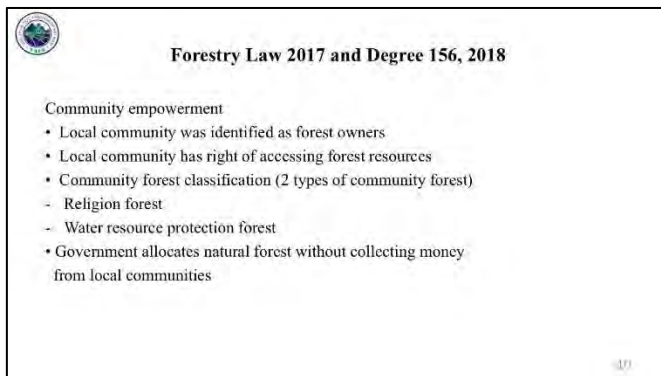 Forestry Law 2017 and Degree 156, 2018
Community empowerment
• Local community was identified as forest owners
• Local community has right of accessing forest resources
• Community forest classification (2 types of community forest)
- Religion forest
- Water resource protection forest
• Government allocates natural forest without collecting money
from local communities
10